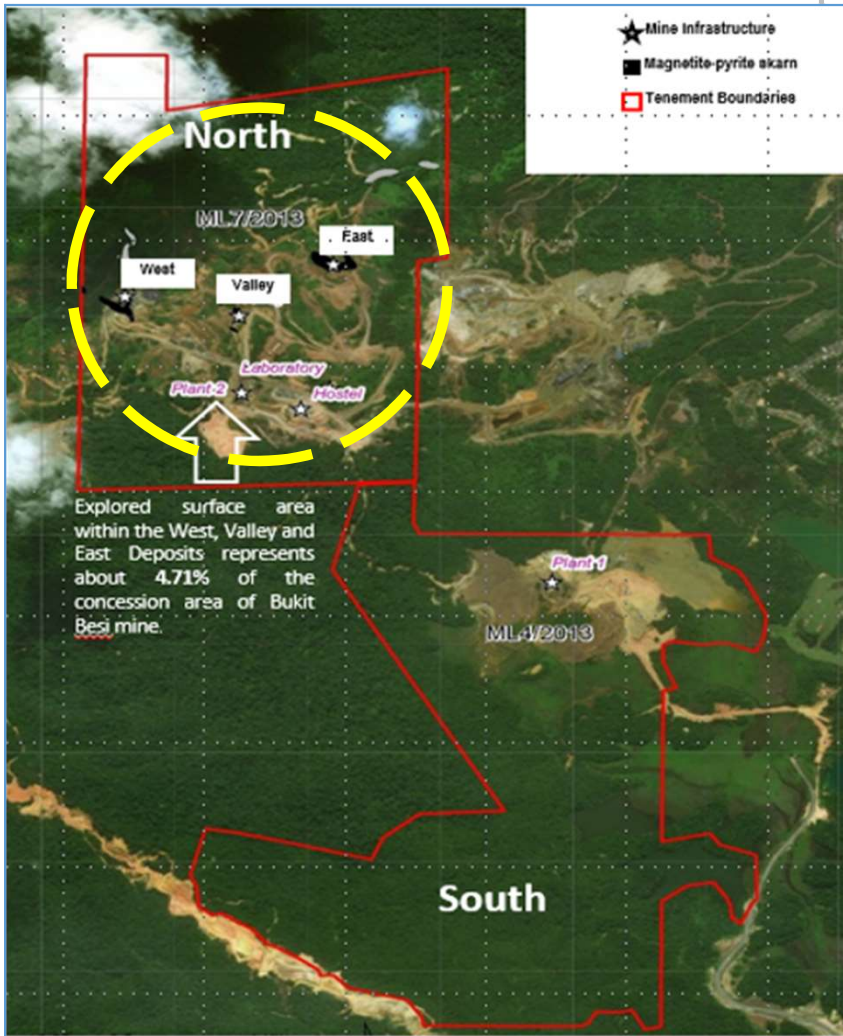 Mine Infrastructure
Magnetite-pyrite skarn
Tenement Boundaries
North
ML7/2013
East
West
Valley
Laboratory
Plant 2
Hostel
Explored surface area
within the West, Valley and
East Deposits represents
about 4.71% of the
concession area of Bukit
Besi mine.
Plant 1
ML4/2013
South